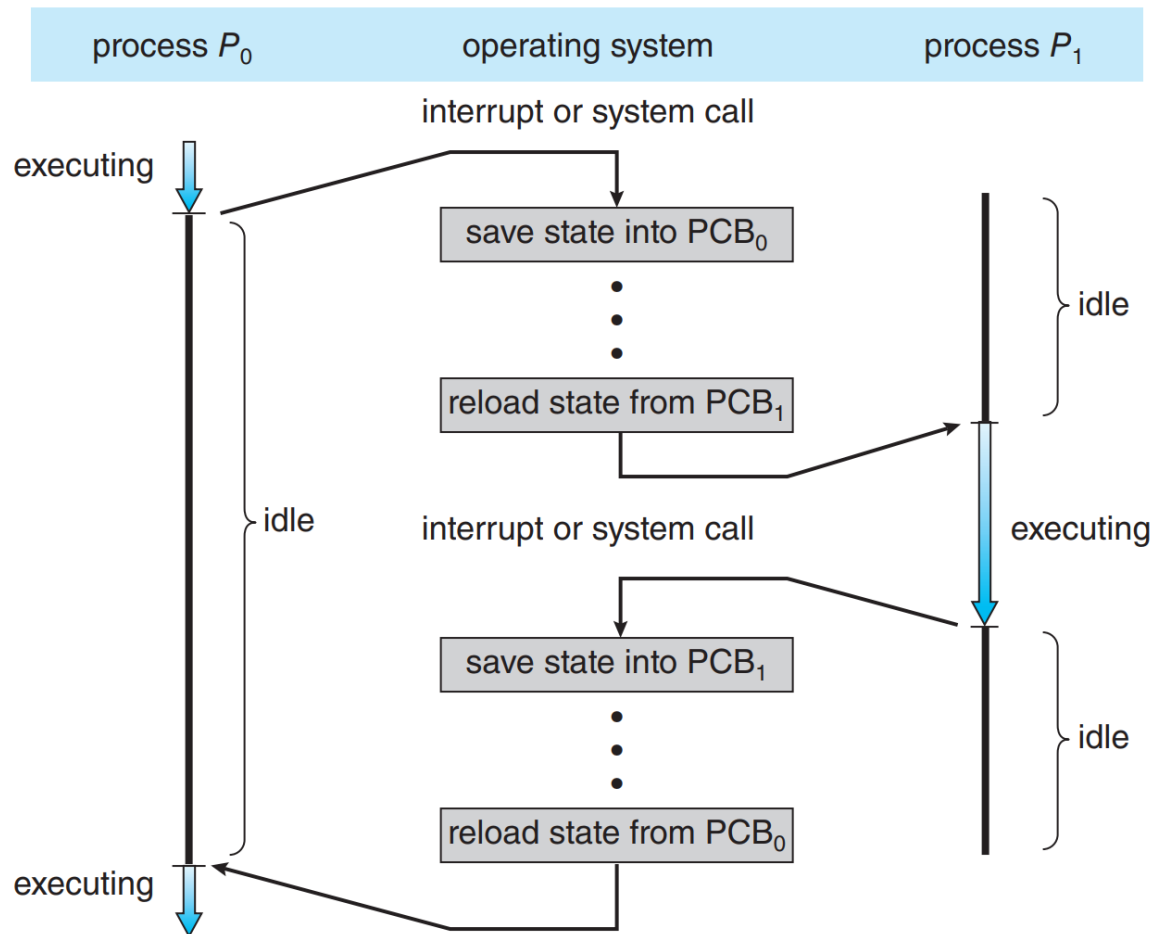 process P₀ operating system process P₁
interrupt or system call
executing
save state into PCB₀
idle
reload state from PCB₁
idle
interrupt or system call
executing
save state into PCB₁
idle
reload state from PCB₀
executing